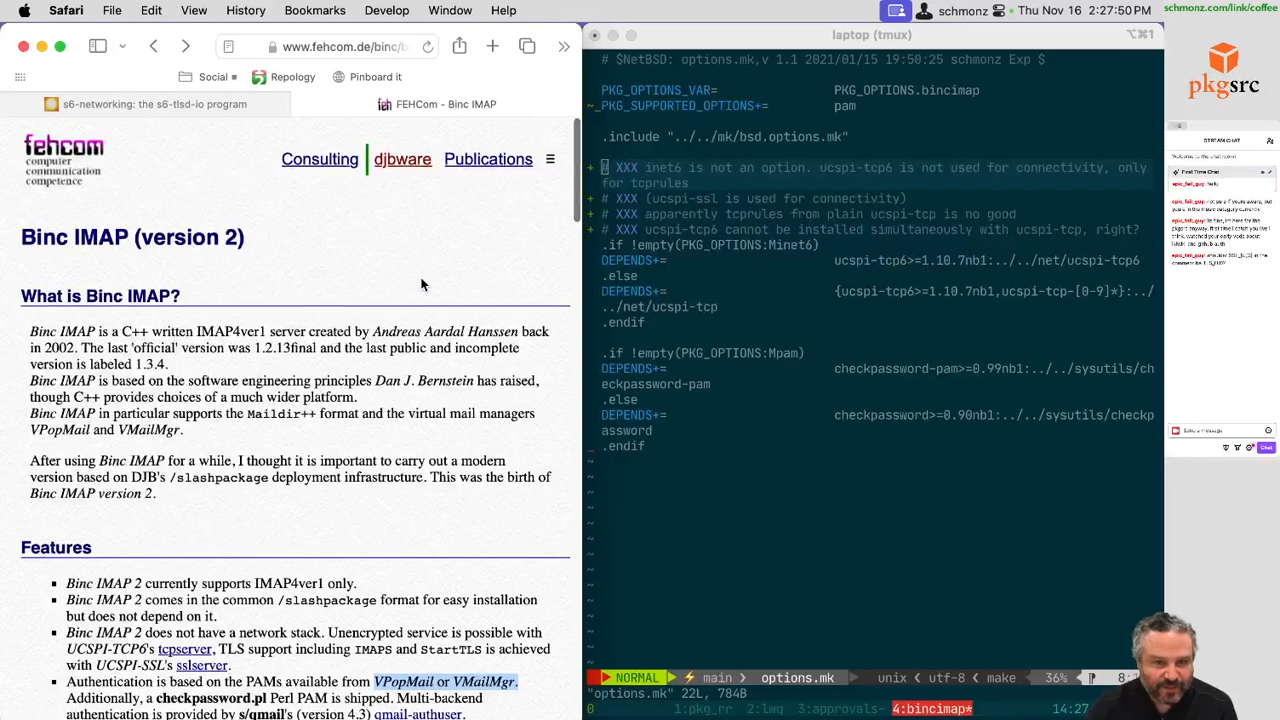 Safari File Edit View History Bookmarks Develop Window Help
schmonz Thu Nov 16 2:27:50 PM
schmonz.com/link/coffee
www.fehcom.de/binc/b
laptop (tmux)
⌥⌘1
Social Repology Pinboard it
s6-networking: the s6-tlsd-io program
FEHCom - Binc IMAP
fehcom
computer
communication
competence
Consulting djbware Publications
Binc IMAP (version 2)
What is Binc IMAP?
Binc IMAP is a C++ written IMAP4ver1 server created by Andreas Aardal Hanssen back
in 2002. The last 'official' version was 1.2.13final and the last public and incomplete
version is labeled 1.3.4.
Binc IMAP is based on the software engineering principles Dan J. Bernstein has raised,
though C++ provides choices of a much wider platform.
Binc IMAP in particular supports the Maildir++ format and the virtual mail managers
VPopMail and VMailMgr.
After using Binc IMAP for a while, I thought it is important to carry out a modern
version based on DJB's /slashpackage deployment infrastructure. This was the birth of
Binc IMAP version 2.
Features
Binc IMAP 2 currently supports IMAP4ver1 only.
Binc IMAP 2 comes in the common /slashpackage format for easy installation
but does not depend on it.
Binc IMAP 2 does not have a network stack. Unencrypted service is possible with
UCSPI-TCP6's tcpserver, TLS support including IMAPS and StartTLS is achieved
with UCSPI-SSL's sslserver.
Authentication is based on the PAMs available from VPopMail or VMailMgr.
Additionally, a checkpassword.pl Perl PAM is shipped. Multi-backend
authentication is provided by s/qmail's (version 4.3) qmail-authuser.
# $NetBSD: options.mk,v 1.1 2021/01/15 19:50:25 schmonz Exp $
PKG_OPTIONS_VAR= PKG_OPTIONS.bincimap
~ PKG_SUPPORTED_OPTIONS+= pam
.include "../../mk/bsd.options.mk"
+ # XXX inet6 is not an option. ucspi-tcp6 is not used for connectivity, only
for tcprules
+ # XXX (ucspi-ssl is used for connectivity)
+ # XXX apparently tcprules from plain ucspi-tcp is no good
+ # XXX ucspi-tcp6 cannot be installed simultaneously with ucspi-tcp, right?
.if !empty(PKG_OPTIONS:Minet6)
DEPENDS+= ucspi-tcp6>=1.10.7nb1:../../net/ucspi-tcp6
.else
DEPENDS+= {ucspi-tcp6>=1.10.7nb1,ucspi-tcp-[0-9]*}:../
../net/ucspi-tcp
.endif
.if !empty(PKG_OPTIONS:Mpam)
DEPENDS+= checkpassword-pam>=0.99nb1:../../sysutils/ch
eckpassword-pam
.else
DEPENDS+= checkpassword>=0.90nb1:../../sysutils/checkp
assword
.endif
NORMAL main options.mk unix < utf-8 < make 36%
"options.mk" 22L, 784B
0 1:pkg_rr 2:lwq 3:approvals- 4:bincimap* 14:27
pkgsrc
STREAM CHAT
Welcome to the chat room!
First Time Chat
epic_fail_guy: hello
Send a message
Chat